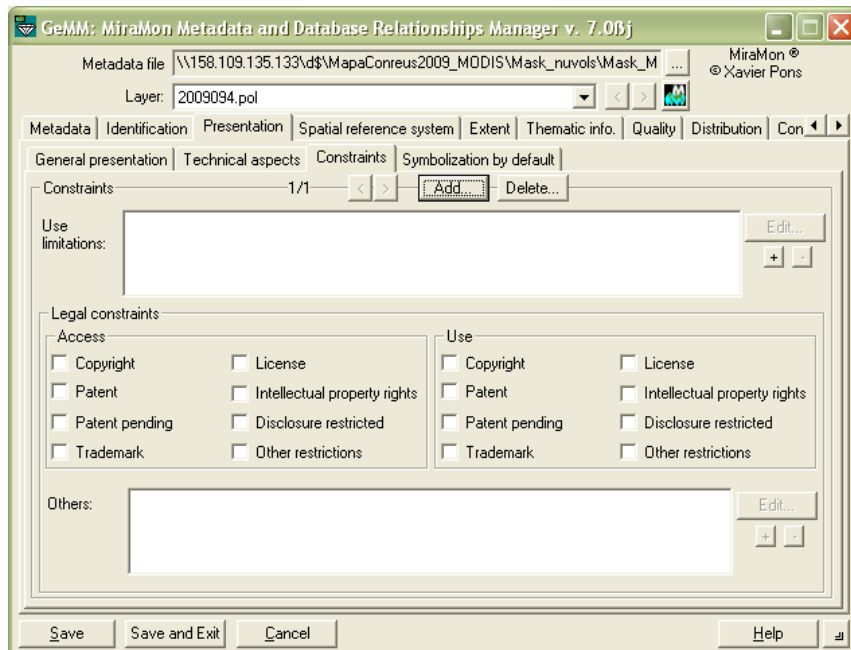 GeMM: MiraMon Metadata and Database Relationships Manager v. 7.0ßj
Metadata file \\158.109.135.133\d$\MapaConreus2009_MODIS\Mask_nuvols\Mask_M ... MiraMon ®
© Xavier Pons
Layer: 2009094.pol < >
Metadata Identification Presentation Spatial reference system Extent Thematic info. Quality Distribution Con
General presentation Technical aspects Constraints Symbolization by default
Constraints 1/1 < > Add... Delete...
Use limitations: Edit...
+ -
Legal constraints
Access Use
Copyright License Copyright License
Patent Intellectual property rights Patent Intellectual property rights
Patent pending Disclosure restricted Patent pending Disclosure restricted
Trademark Other restrictions Trademark Other restrictions
Others: Edit...
+ -
Save Save and Exit Cancel Help